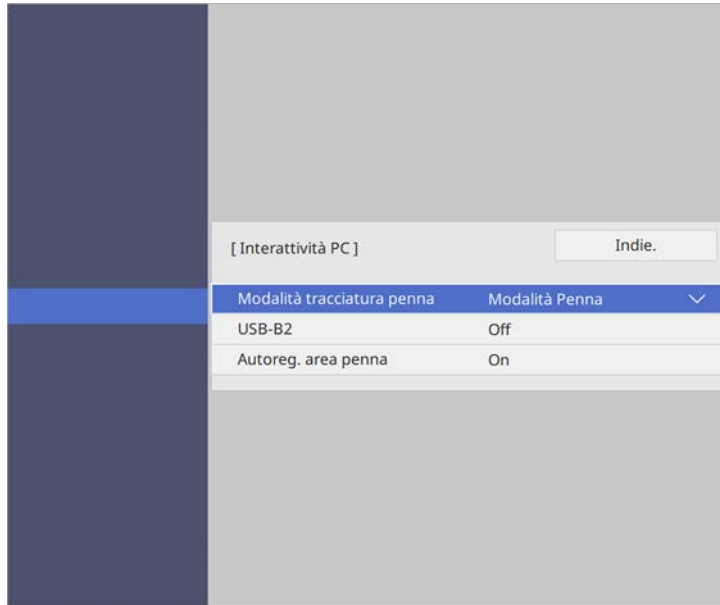 [ Interattività PC ]
Indie.
Modalità tracciatura penna Modalità Penna
USB-B2 Off
Autoreg. area penna On